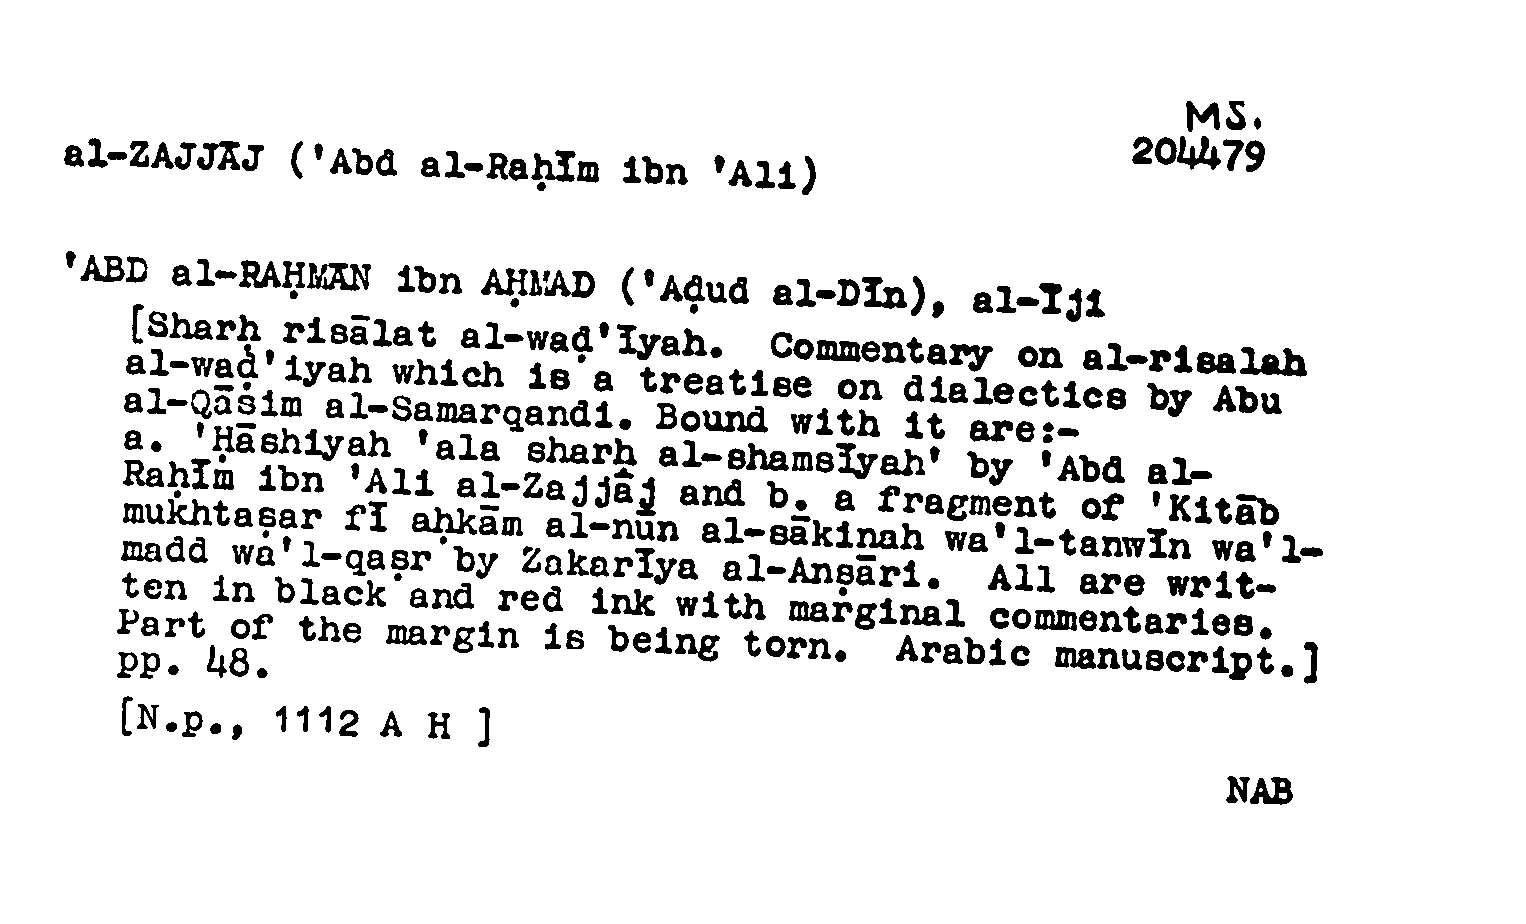 MS.
204479
al-ZAJJĀJ ('Abd al-Raḥīm ibn 'Ali)
'ABD al-RAḤMĀN ibn AḤMAD ('Aḍud al-Dīn), al-Ījī
[Sharḥ risālat al-waḍ'īyah. Commentary on al-risalah
al-waḍ'iyah which is a treatise on dialectics by Abu
al-Qāsim al-Samarqandi. Bound with it are:-
a. 'Ḥāshiyah 'ala sharḥ al-shamsīyah' by 'Abd al-
Raḥīm ibn 'Ali al-Zajjāj and b. a fragment of 'Kitāb
mukhtaṣar fī aḥkām al-nūn al-sākinah wa'l-tanwīn wa'l-
madd wa'l-qaṣr by Zakarīya al-Anṣāri. All are writ-
ten in black and red ink with marginal commentaries.
Part of the margin is being torn. Arabic manuscript.]
pp. 48.
[N.p., 1112 A H ]
NAB